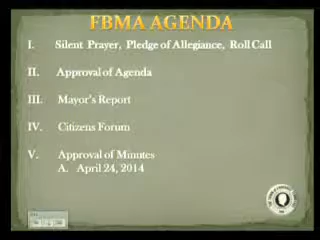 FBMA AGENDA
I. Silent Prayer, Pledge of Allegiance, Roll Call
II. Approval of Agenda
III. Mayor's Report
IV. Citizens Forum
V. Approval of Minutes
A. April 24, 2014